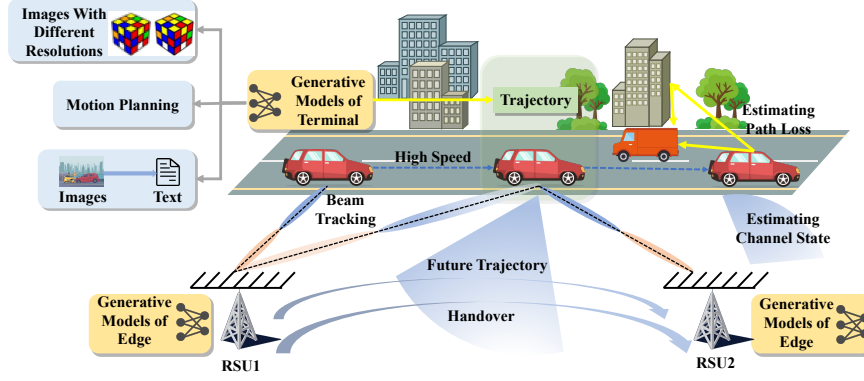 Images With
Different
Resolutions
Motion Planning
Images
Text
Generative
Models of
Terminal
Trajectory
Estimating
Path Loss
High Speed
Beam
Tracking
Estimating
Channel State
Future Trajectory
Handover
Generative
Models of
Edge
RSU1
RSU2
Generative
Models of
Edge